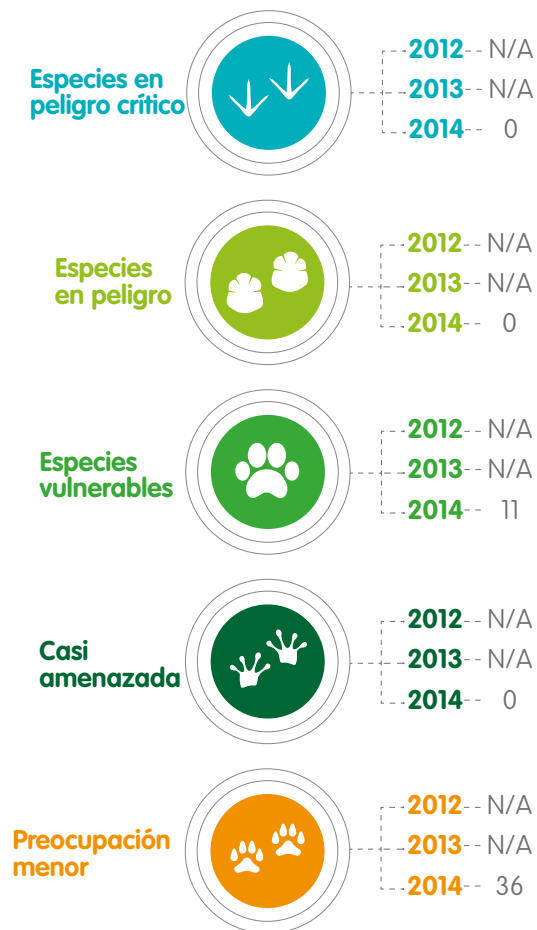 Especies en
peligro crítico
2012 N/A
2013 N/A
2014 0
Especies
en peligro
2012 N/A
2013 N/A
2014 0
Especies
vulnerables
2012 N/A
2013 N/A
2014 11
Casi
amenazada
2012 N/A
2013 N/A
2014 0
Preocupación
menor
2012 N/A
2013 N/A
2014 36